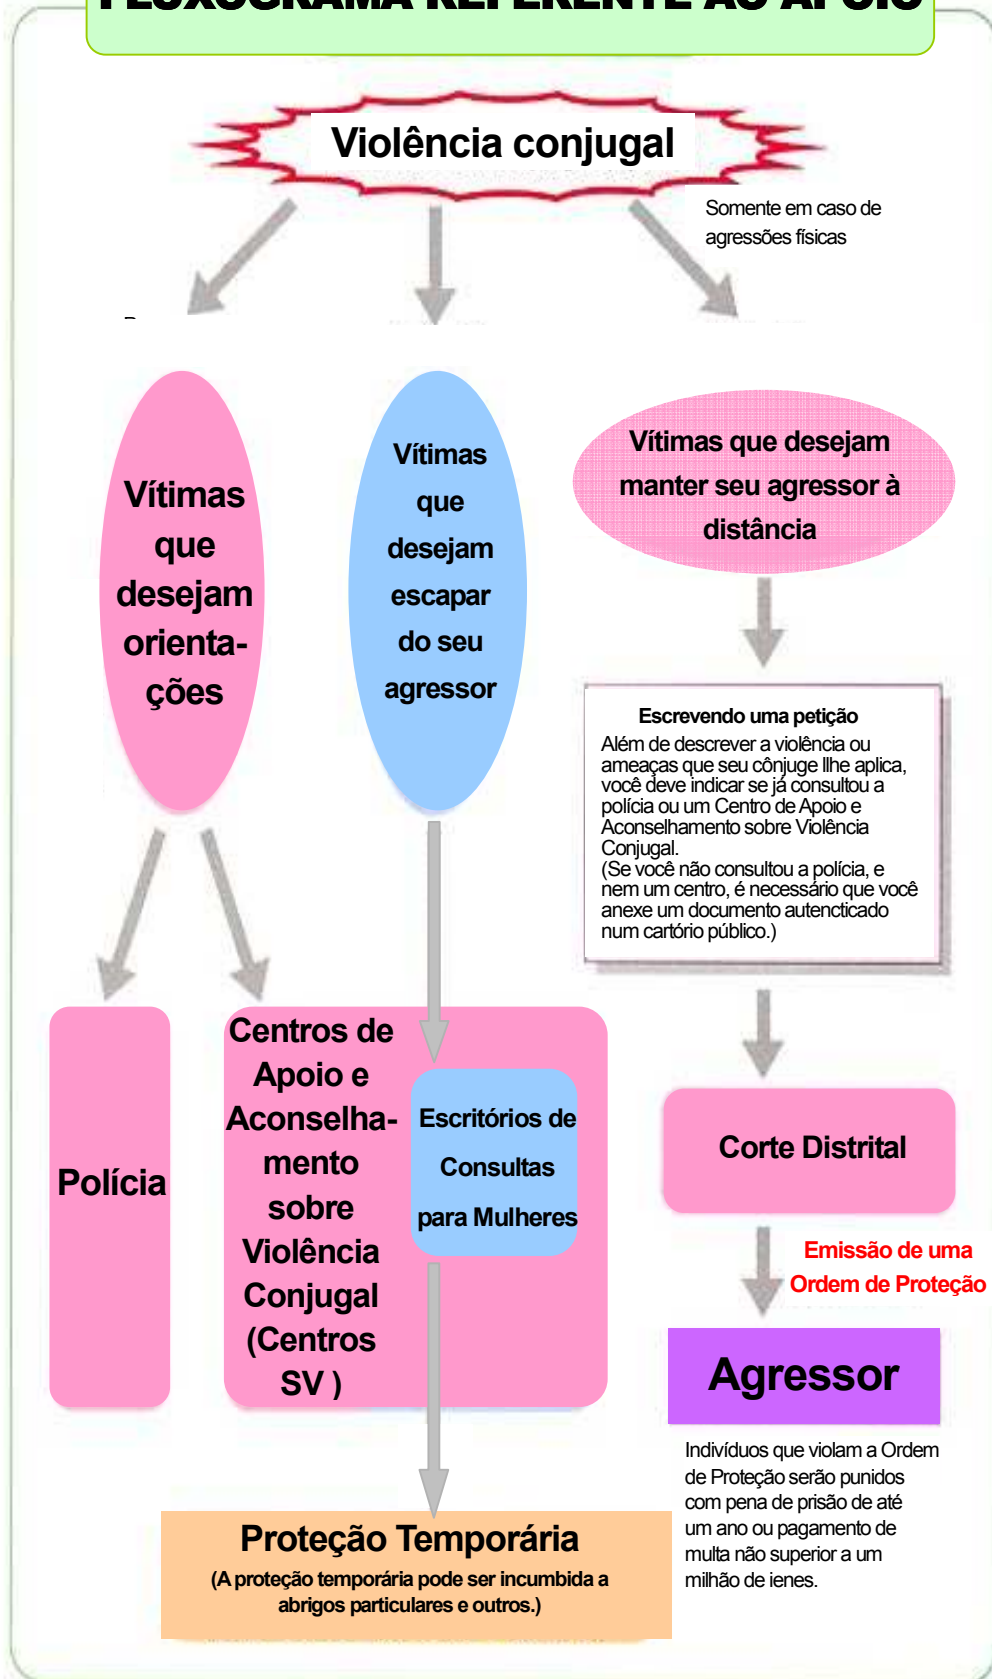 FLUXOGRAMA REFERENTE AO APOIO
Violência conjugal
Somente em caso de
agressões físicas
Vítimas
que
desejam
orienta-
ções
Vítimas
que
desejam
escapar
do seu
agressor
Vítimas que desejam
manter seu agressor à
distância
Escrevendo uma petição
Além de descrever a violência ou
ameaças que seu cônjuge llhe aplica,
você deve indicar se já consultou a
polícia ou um Centro de Apoio e
Aconselhamento sobre Violência
Conjugal.
(Se você não consultou a polícia, e
nem um centro, é necessário que você
anexe um documento autencticado
num cartório público.)
Polícia
Centros de
Apoio e
Aconselha-
mento
sobre
Violência
Conjugal
(Centros
SV )
Escritórios de
Consultas
para Mulheres
Corte Distrital
Emissão de uma
Ordem de Proteção
Agressor
Indivíduos que violam a Ordem
de Proteção serão punidos
com pena de prisão de até
um ano ou pagamento de
multa não superior a um
milhão de ienes.
Proteção Temporária
(A proteção temporária pode ser incumbida a
abrigos particulares e outros.)